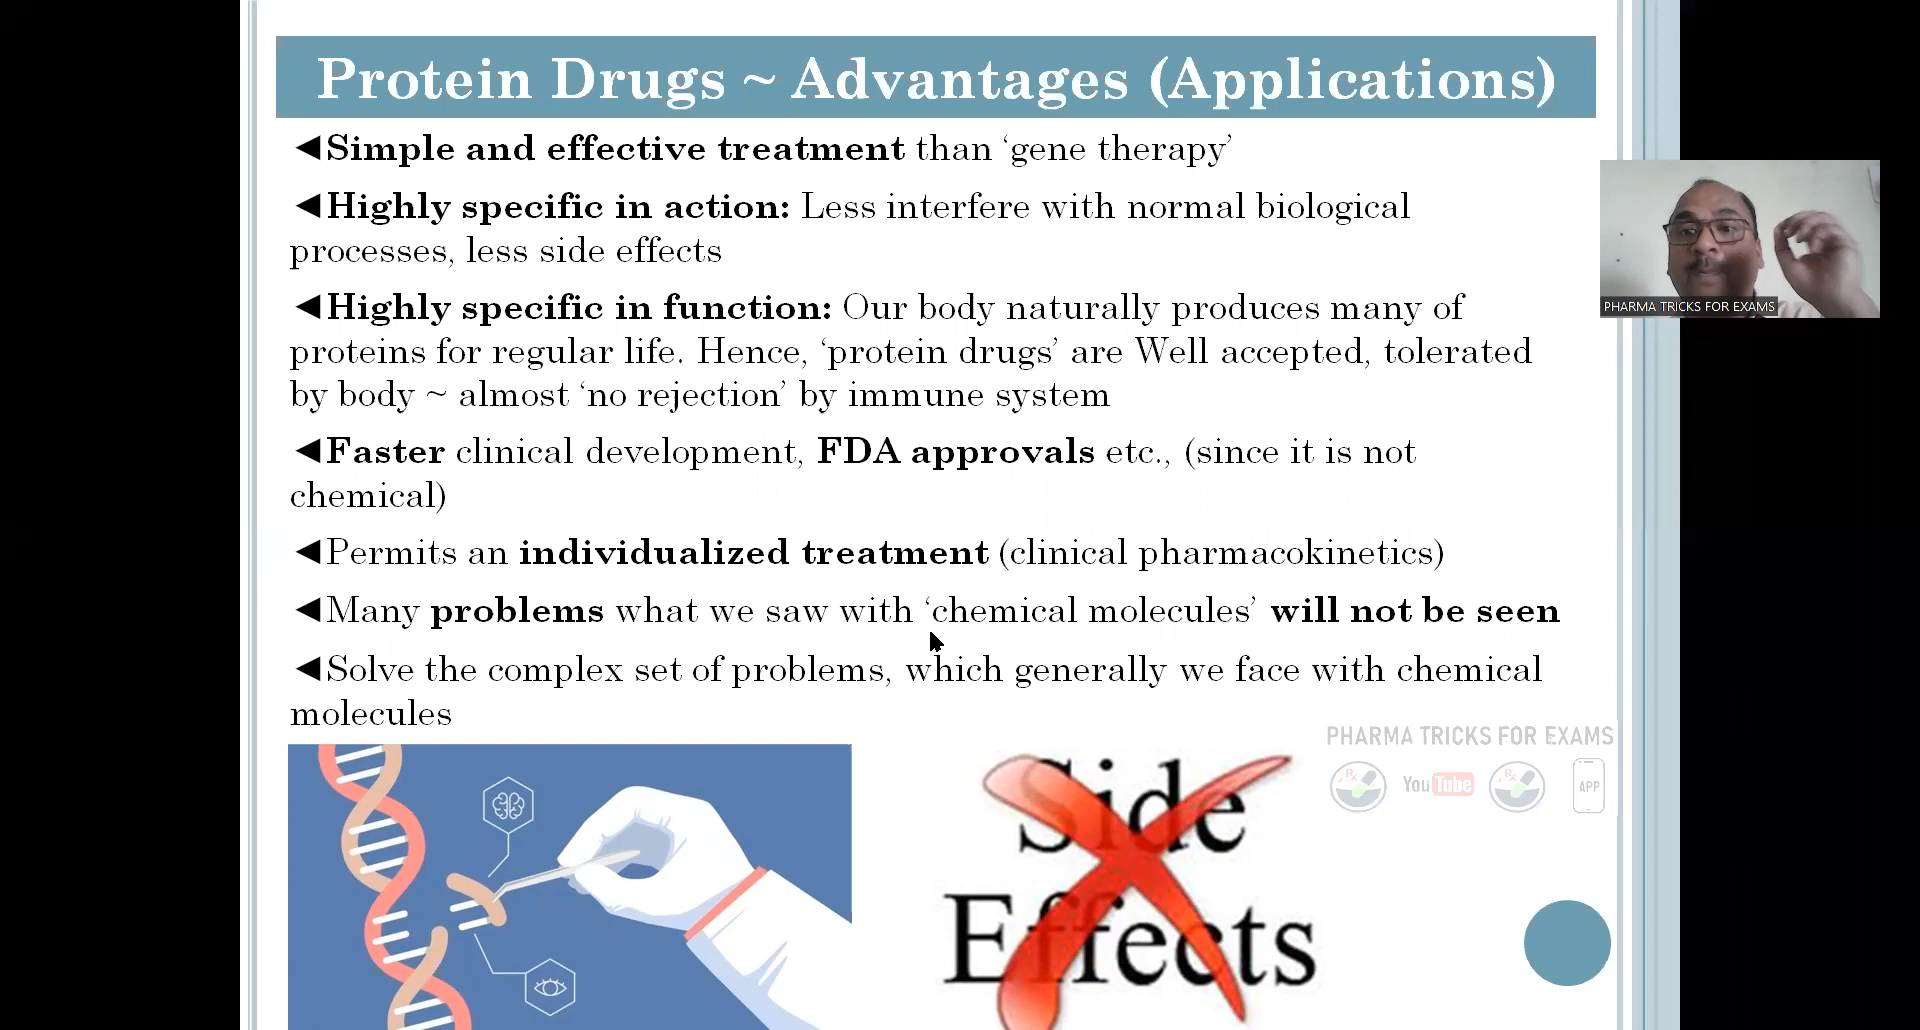 Protein Drugs ~ Advantages (Applications)
◄Simple and effective treatment than ‘gene therapy’
◄Highly specific in action: Less interfere with normal biological
processes, less side effects
◄Highly specific in function: Our body naturally produces many of
proteins for regular life. Hence, ‘protein drugs’ are Well accepted, tolerated
by body ~ almost ‘no rejection’ by immune system
◄Faster clinical development, FDA approvals etc., (since it is not
chemical)
◄Permits an individualized treatment (clinical pharmacokinetics)
◄Many problems what we saw with ‘chemical molecules’ will not be seen
◄Solve the complex set of problems, which generally we face with chemical
molecules
PHARMA TRICKS FOR EXAMS
PHARMA TRICKS FOR EXAMS
Rx YouTube Rx APP
Side
Effects